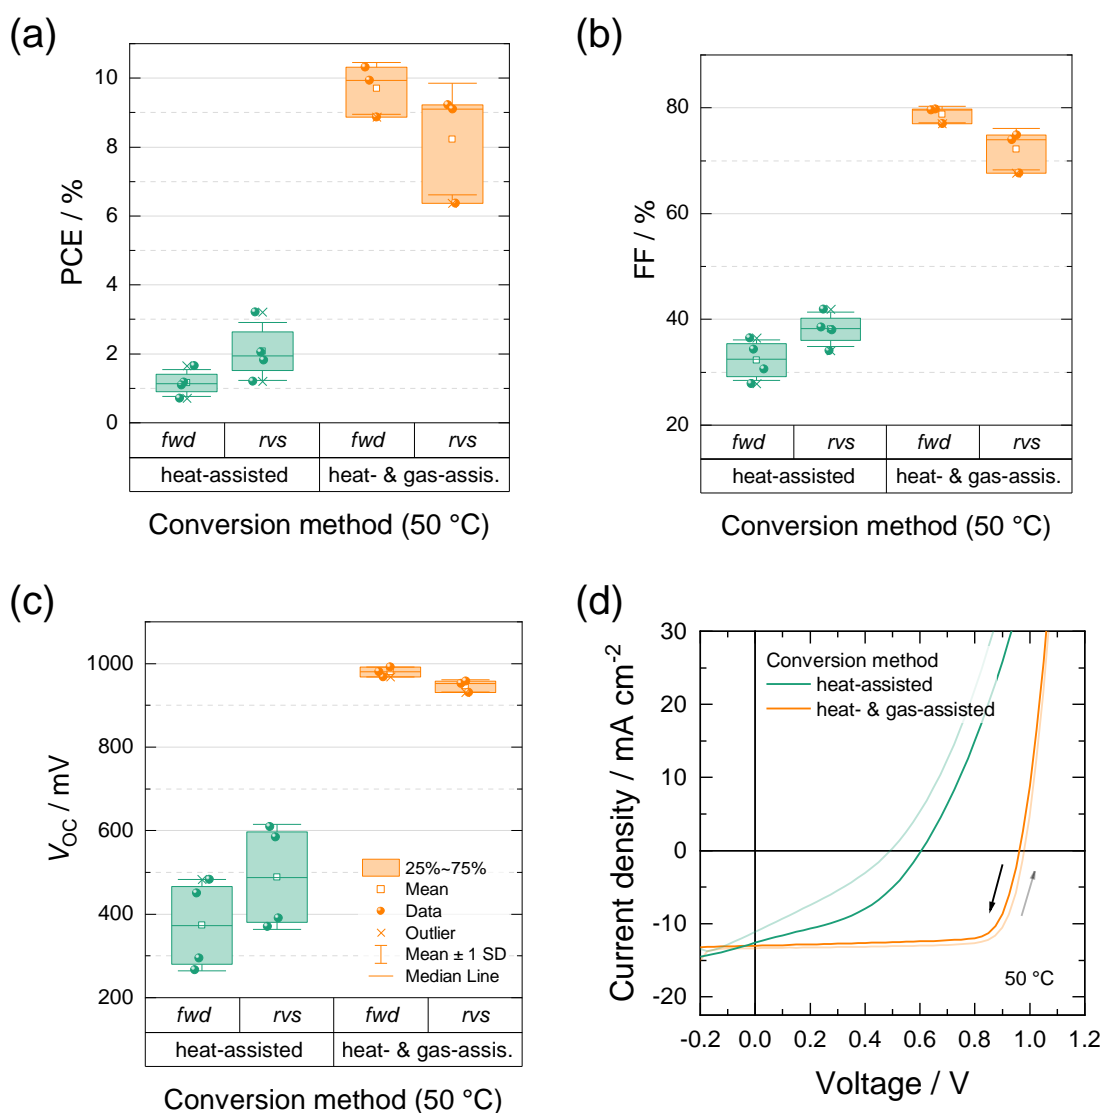 (a)
10
8
6
4
2
0
PCE / %
fwd rvs fwd rvs
heat-assisted heat- & gas-assis.
Conversion method (50 °C)
(b)
80
60
40
20
FF / %
fwd rvs fwd rvs
heat-assisted heat- & gas-assis.
Conversion method (50 °C)
(c)
1000
800
600
400
200
VOC / mV
25%~75%
Mean
Data
Outlier
Mean ± 1 SD
Median Line
fwd rvs fwd rvs
heat-assisted heat- & gas-assis.
Conversion method (50 °C)
(d)
30
20
10
0
-10
-20
Current density / mA cm-2
Conversion method
heat-assisted
heat- & gas-assisted
50 °C
-0.2 0.0 0.2 0.4 0.6 0.8 1.0 1.2
Voltage / V